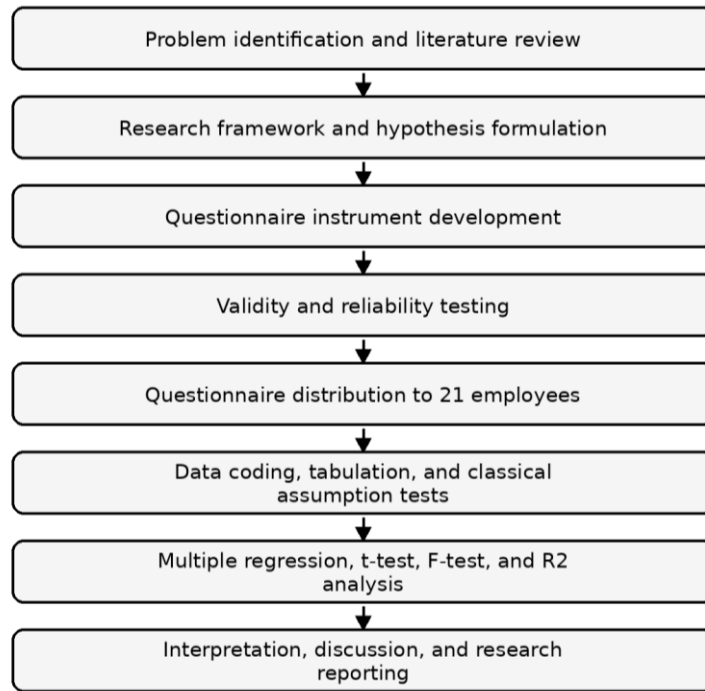 Problem identification and literature review
Research framework and hypothesis formulation
Questionnaire instrument development
Validity and reliability testing
Questionnaire distribution to 21 employees
Data coding, tabulation, and classical
assumption tests
Multiple regression, t-test, F-test, and R2
analysis
Interpretation, discussion, and research
reporting